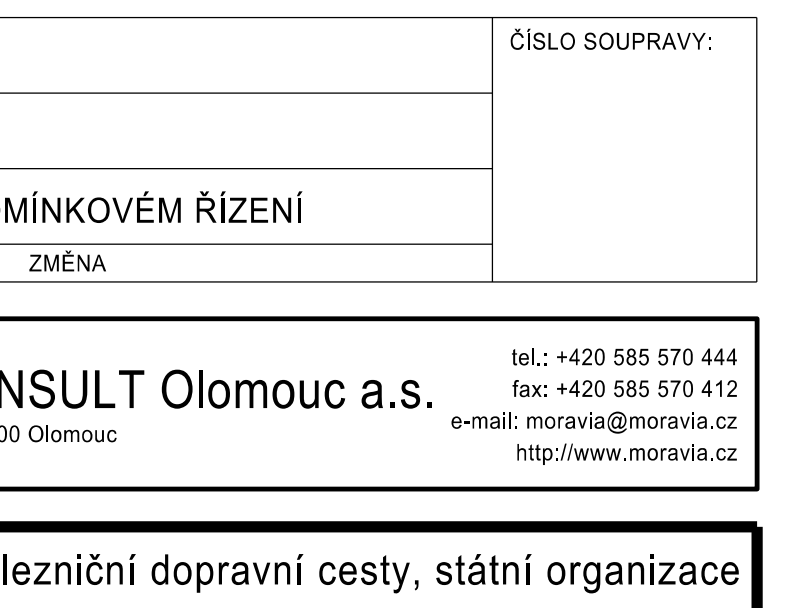 ČÍSLO SOUPRAVY:
OMÍNKOVÉM ŘÍZENÍ
ZMĚNA
NSULT Olomouc a.s.
00 Olomouc
tel.: +420 585 570 444
fax: +420 585 570 412
e-mail: moravia@moravia.cz
http://www.moravia.cz
lezniční dopravní cesty, státní organizace